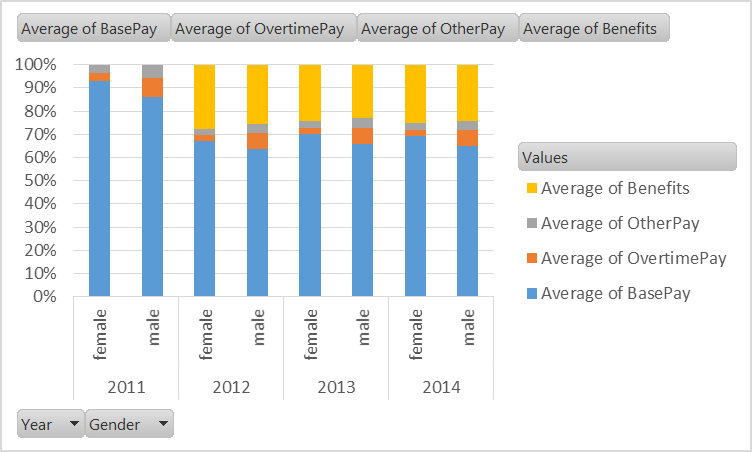 Average of BasePay Average of OvertimePay Average of OtherPay Average of Benefits
100%
90%
80%
70%
60%
50%
40%
30%
20%
10%
0%
female male female male female male female male
2011 2012 2013 2014
Values
Average of Benefits
Average of OtherPay
Average of OvertimePay
Average of BasePay
Year Gender